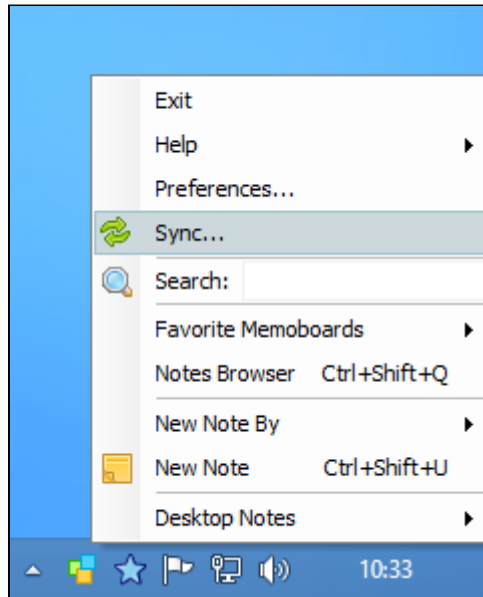 Exit
Help
Preferences...
Sync...
Search:
Favorite Memoboards
Notes Browser Ctrl+Shift+Q
New Note By
New Note Ctrl+Shift+U
Desktop Notes
10:33